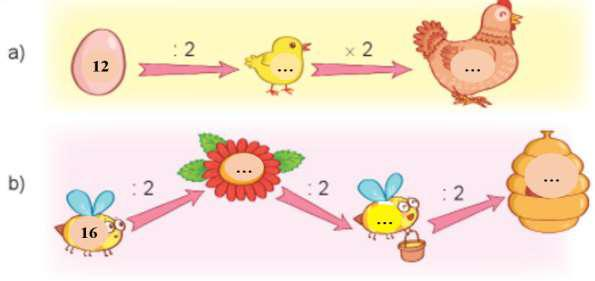 a) 12 : 2 ... × 2 ...
b) 16 : 2 ... : 2 ... : 2 ...